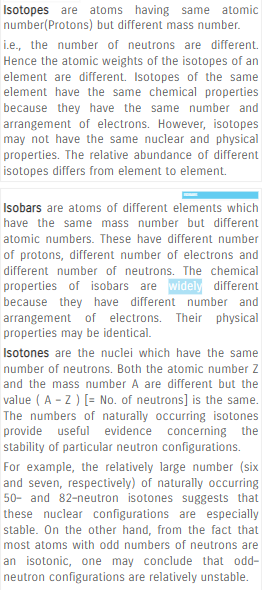 Isotopes are atoms having same atomic
number(Protons) but different mass number.
i.e., the number of neutrons are different.
Hence the atomic weights of the isotopes of an
element are different. Isotopes of the same
element have the same chemical properties
because they have the same number and
arrangement of electrons. However, isotopes
may not have the same nuclear and physical
properties. The relative abundance of different
isotopes differs from element to element.
Isobars are atoms of different elements which
have the same mass number but different
atomic numbers. These have different number
of protons, different number of electrons and
different number of neutrons. The chemical
properties of isobars are widely different
because they have different number and
arrangement of electrons. Their physical
properties may be identical.
Isotones are the nuclei which have the same
number of neutrons. Both the atomic number Z
and the mass number A are different but the
value ( A - Z ) [= No. of neutrons] is the same.
The numbers of naturally occurring isotones
provide useful evidence concerning the
stability of particular neutron configurations.
For example, the relatively large number (six
and seven, respectively) of naturally occurring
50- and 82-neutron isotones suggests that
these nuclear configurations are especially
stable. On the other hand, from the fact that
most atoms with odd numbers of neutrons are
an isotonic, one may conclude that odd-
neutron configurations are relatively unstable.